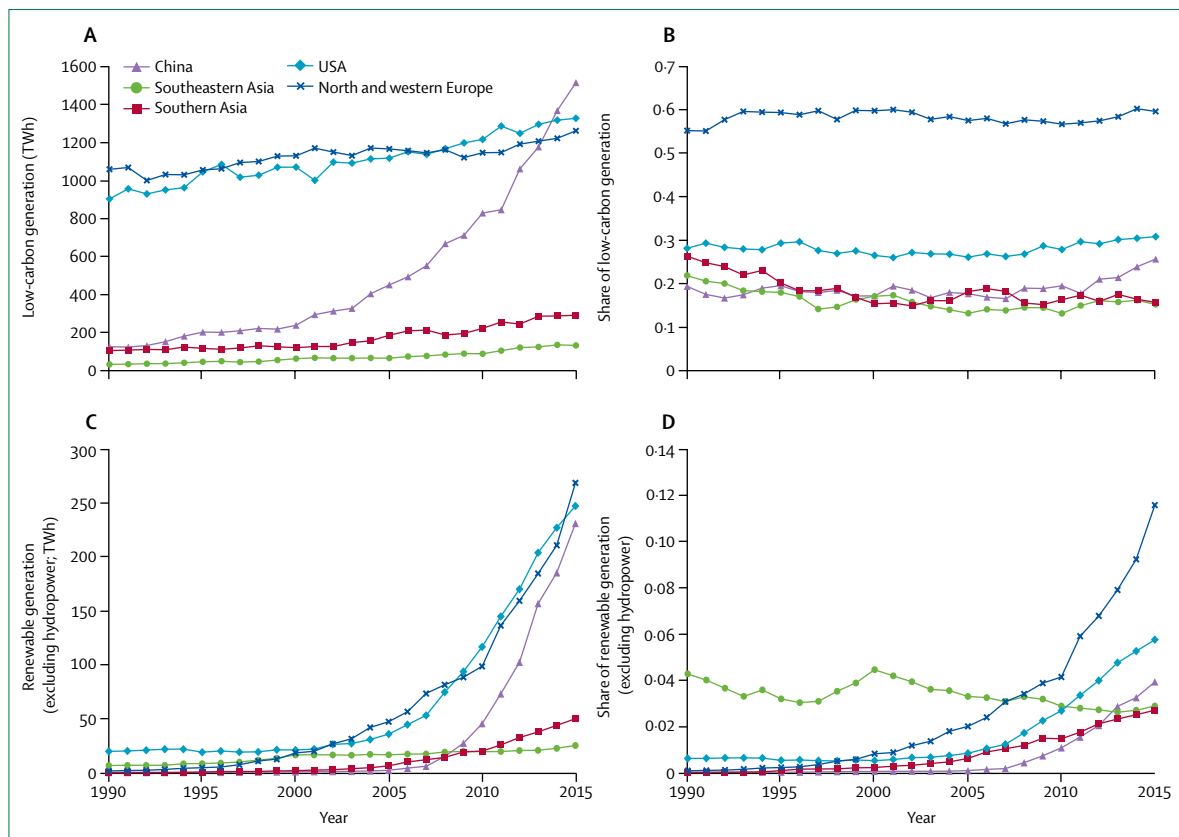 A
Low-carbon generation (TWh)
1600
1400
1200
1000
800
600
400
200
0
China
Southeastern Asia
Southern Asia
USA
North and western Europe
B
Share of low-carbon generation
0·7
0·6
0·5
0·4
0·3
0·2
0·1
0
C
Renewable generation
(excluding hydropower; TWh)
300
250
200
150
100
50
0
1990
1995
2000
2005
2010
2015
Year
D
Share of renewable generation
(excluding hydropower)
0·14
0·12
0·10
0·08
0·06
0·04
0·02
0
1990
1995
2000
2005
2010
2015
Year